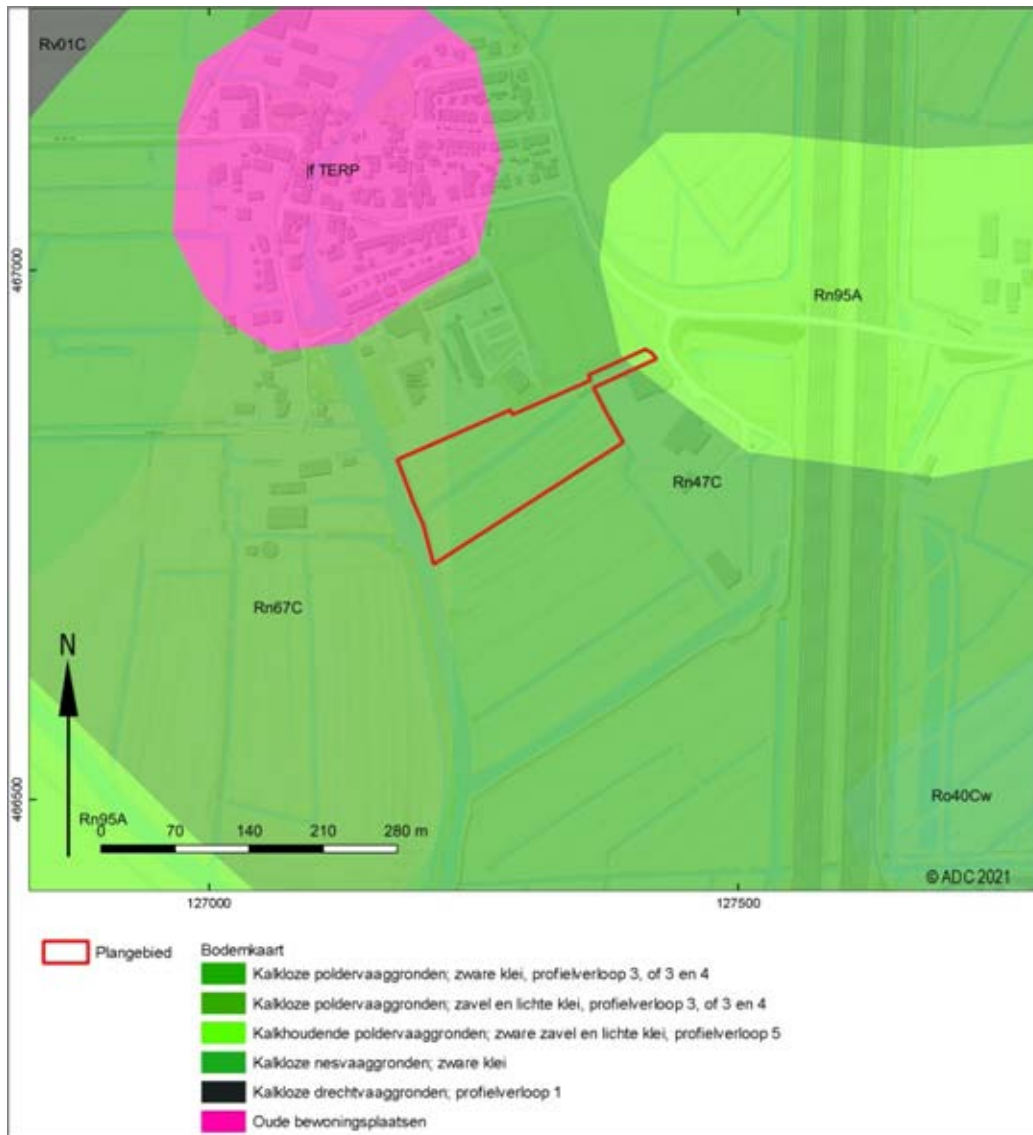 Rv01C
|f TERP
467000
Rn95A
Rn47C
Rn67C
N
466500
Rn95A
Ro40Cw
0 70 140 210 280 m
© ADC 2021
127000 127500
Plangebied
Bodemkaart
Kalkloze poldervaaggronden; zware klei, profielverloop 3, of 3 en 4
Kalkloze poldervaaggronden; zavel en lichte klei, profielverloop 3, of 3 en 4
Kalkhoudende poldervaaggronden; zware zavel en lichte klei, profielverloop 5
Kalkloze nesvaaggronden; zware klei
Kalkloze drechtvaaggronden; profielverloop 1
Oude bewoningsplaatsen